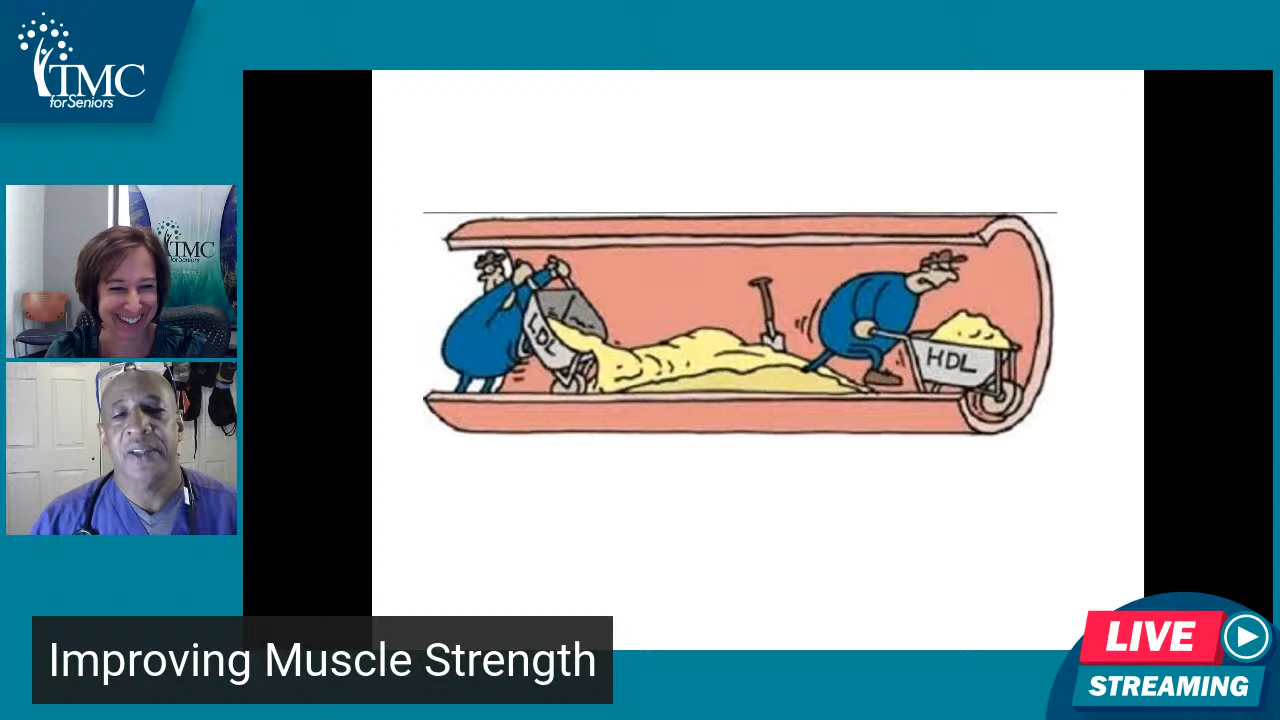 TMC
for Seniors
TMC
for Seniors
LDL
HDL
Improving Muscle Strength
LIVE
STREAMING